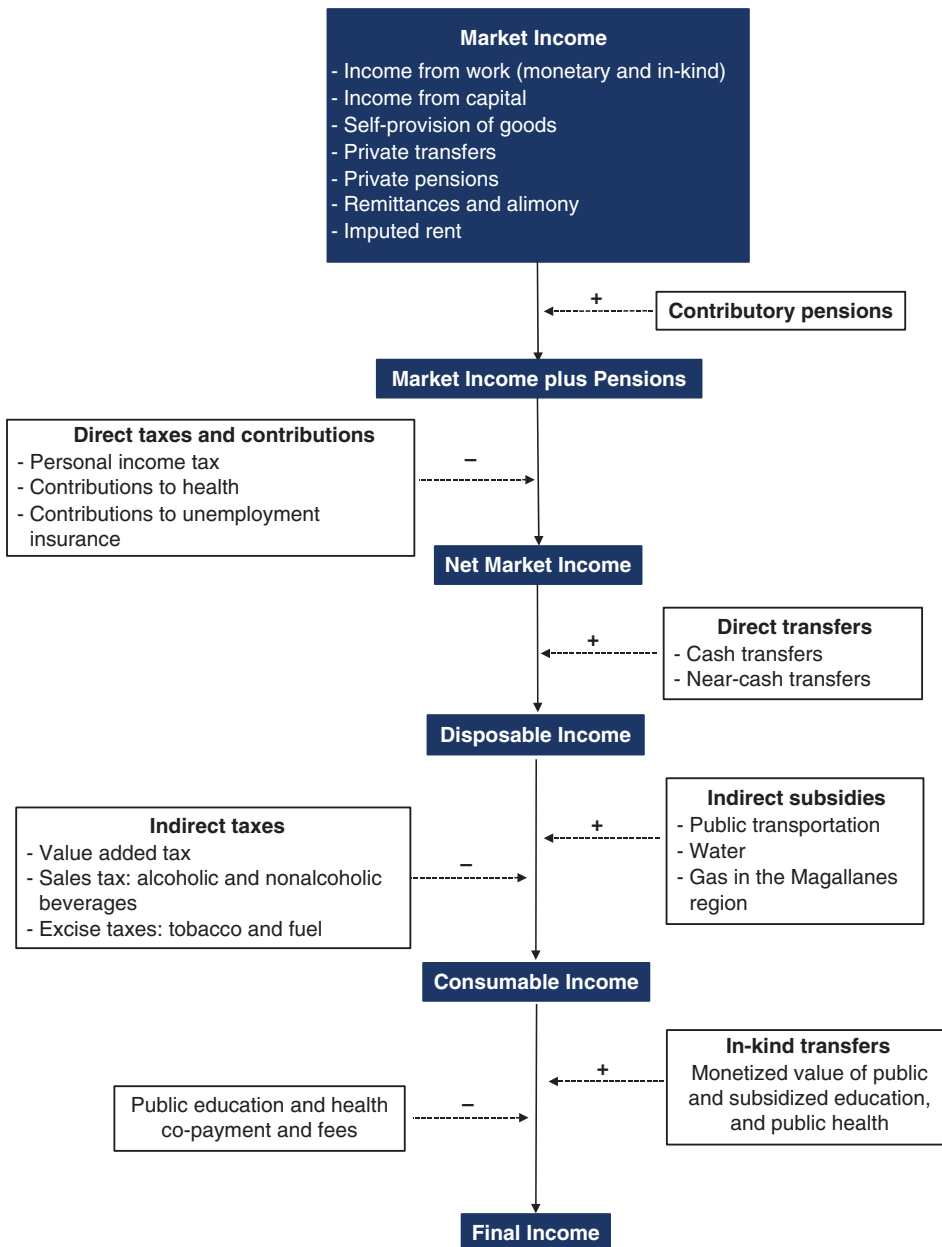 Market Income
- Income from work (monetary and in-kind)
- Income from capital
- Self-provision of goods
- Private transfers
- Private pensions
- Remittances and alimony
- Imputed rent
+
Contributory pensions
Market Income plus Pensions
Direct taxes and contributions
- Personal income tax
- Contributions to health
- Contributions to unemployment
insurance
–
Net Market Income
+
Direct transfers
- Cash transfers
- Near-cash transfers
Disposable Income
Indirect taxes
- Value added tax
- Sales tax: alcoholic and nonalcoholic
beverages
- Excise taxes: tobacco and fuel
–
+
Indirect subsidies
- Public transportation
- Water
- Gas in the Magallanes
region
Consumable Income
Public education and health
co-payment and fees
–
+
In-kind transfers
Monetized value of public
and subsidized education,
and public health
Final Income